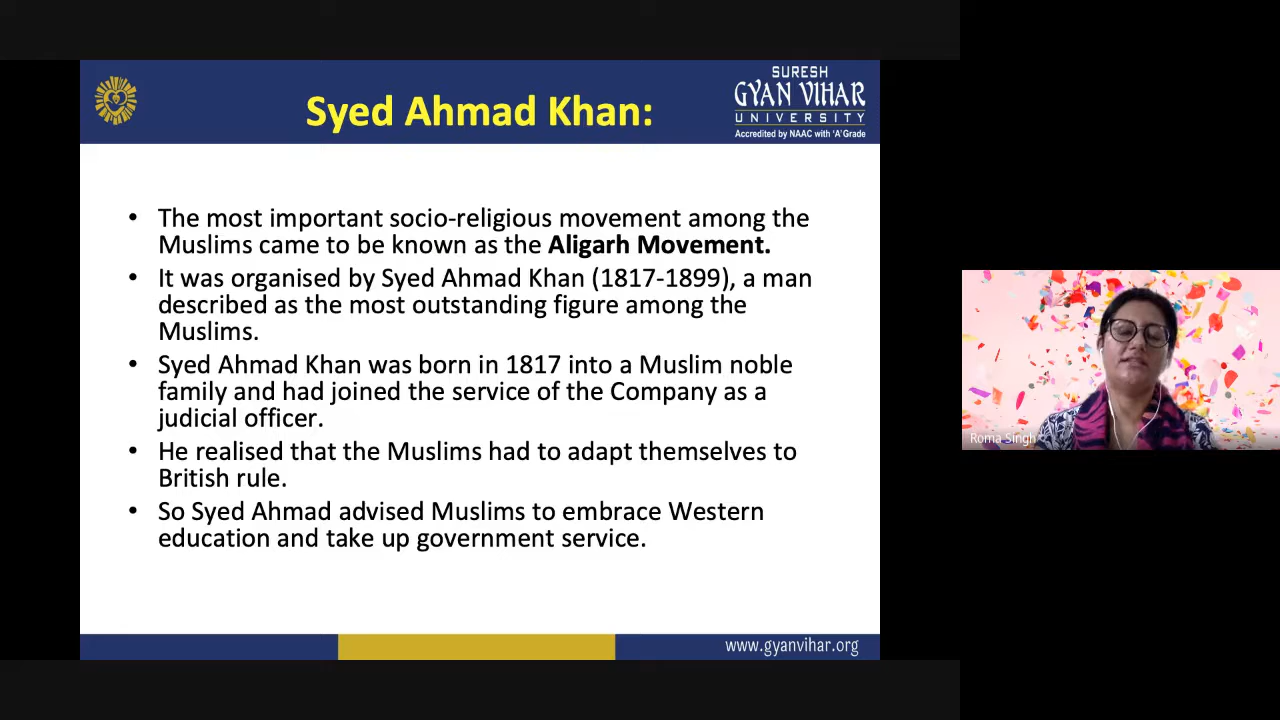 Syed Ahmad Khan:
SURESH
GYAN VIHAR
UNIVERSITY
Accredited by NAAC with 'A' Grade
• The most important socio-religious movement among the
Muslims came to be known as the Aligarh Movement.
• It was organised by Syed Ahmad Khan (1817-1899), a man
described as the most outstanding figure among the
Muslims.
• Syed Ahmad Khan was born in 1817 into a Muslim noble
family and had joined the service of the Company as a
judicial officer.
• He realised that the Muslims had to adapt themselves to
British rule.
• So Syed Ahmad advised Muslims to embrace Western
education and take up government service.
www.gyanvihar.org
Roma Singh